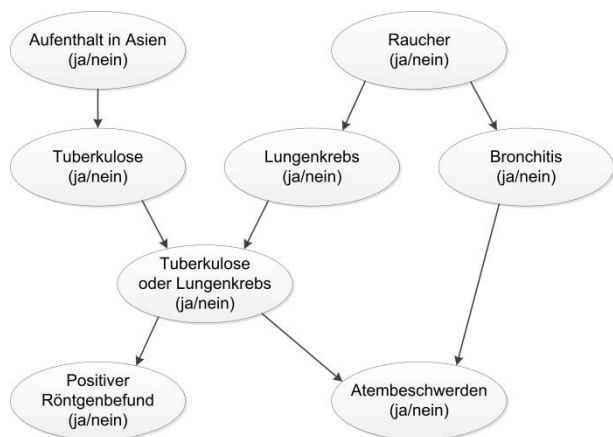 Aufenthalt in Asien
(ja/nein)
Raucher
(ja/nein)
Tuberkulose
(ja/nein)
Lungenkrebs
(ja/nein)
Bronchitis
(ja/nein)
Tuberkulose
oder Lungenkrebs
(ja/nein)
Positiver
Röntgenbefund
(ja/nein)
Atembeschwerden
(ja/nein)